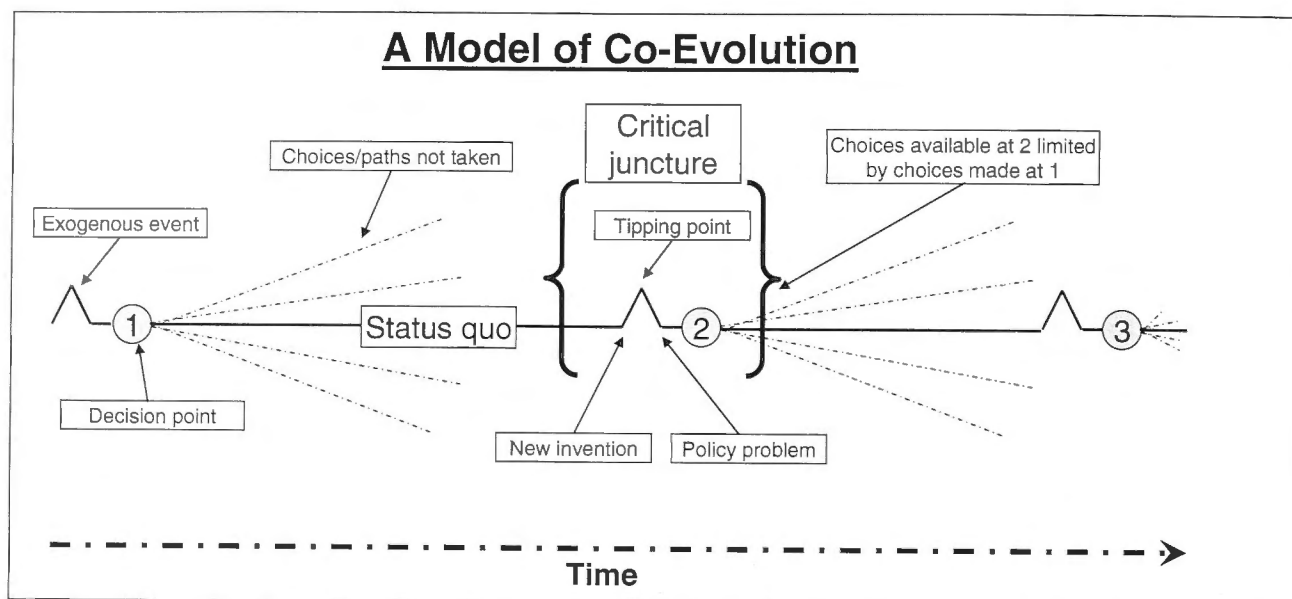 A Model of Co-Evolution
Critical
juncture
Choices/paths not taken
Choices available at 2 limited
by choices made at 1
Exogenous event
Tipping point
1
Status quo
2
3
Decision point
New invention
Policy problem
Time